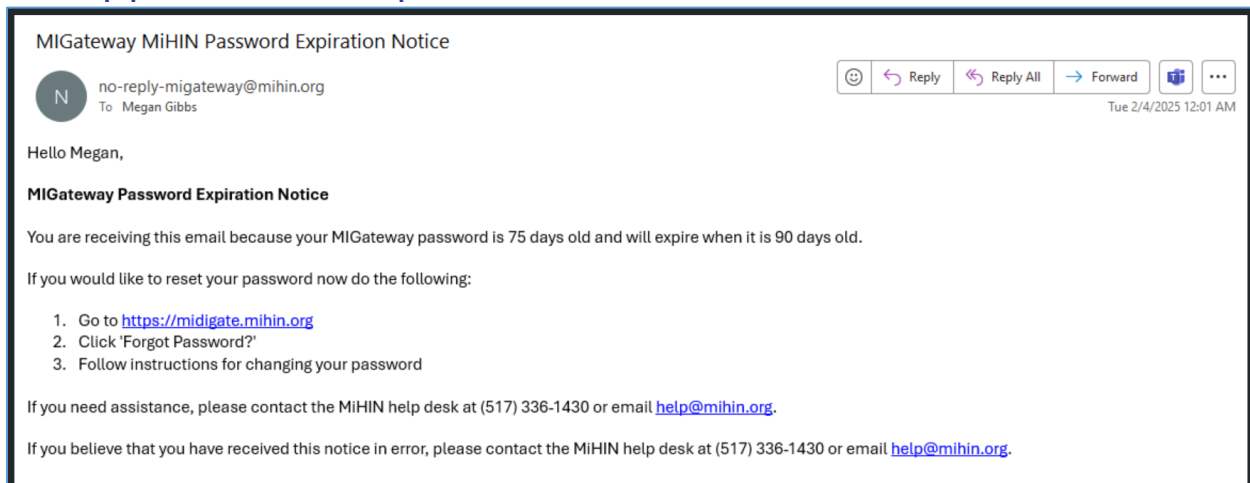 MIGateway MiHIN Password Expiration Notice
N
no-reply-migateway@mihin.org
To Megan Gibbs
Reply
Reply All
Forward
Tue 2/4/2025 12:01 AM
Hello Megan,
MIGateway Password Expiration Notice
You are receiving this email because your MIGateway password is 75 days old and will expire when it is 90 days old.
If you would like to reset your password now do the following:
1. Go to https://midigate.mihin.org
2. Click 'Forgot Password?'
3. Follow instructions for changing your password
If you need assistance, please contact the MiHIN help desk at (517) 336-1430 or email help@mihin.org.
If you believe that you have received this notice in error, please contact the MiHIN help desk at (517) 336-1430 or email help@mihin.org.